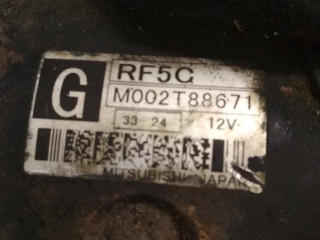 G
RF5C
M002T88671
33 24 12V
MITSUBISHI JAPAN